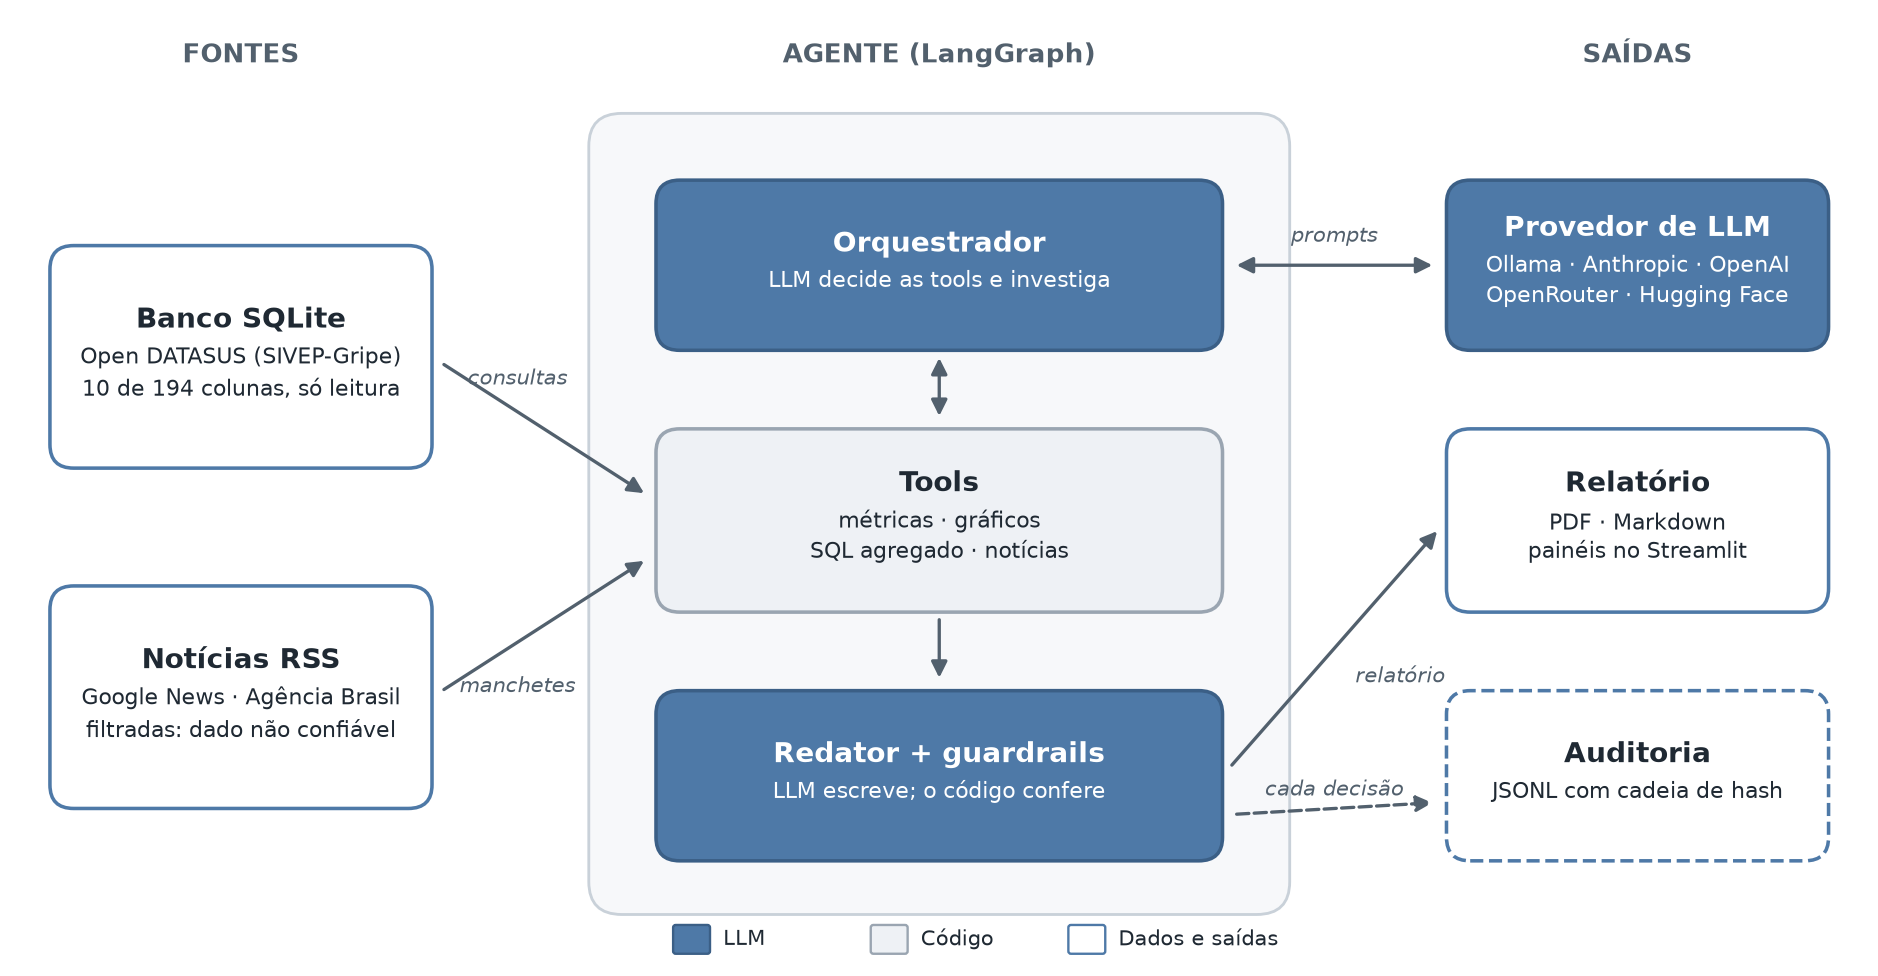 FONTES
AGENTE (LangGraph)
SAÍDAS
Banco SQLite
Open DATASUS (SIVEP-Gripe)
10 de 194 colunas, só leitura
consultas
Notícias RSS
Google News · Agência Brasil
filtradas: dado não confiável
manchetes
Orquestrador
LLM decide as tools e investiga
Tools
métricas · gráficos
SQL agregado · notícias
Redator + guardrails
LLM escreve; o código confere
prompts
Provedor de LLM
Ollama · Anthropic · OpenAI
OpenRouter · Hugging Face
Relatório
PDF · Markdown
painéis no Streamlit
relatório
cada decisão
Auditoria
JSONL com cadeia de hash
LLM
Código
Dados e saídas